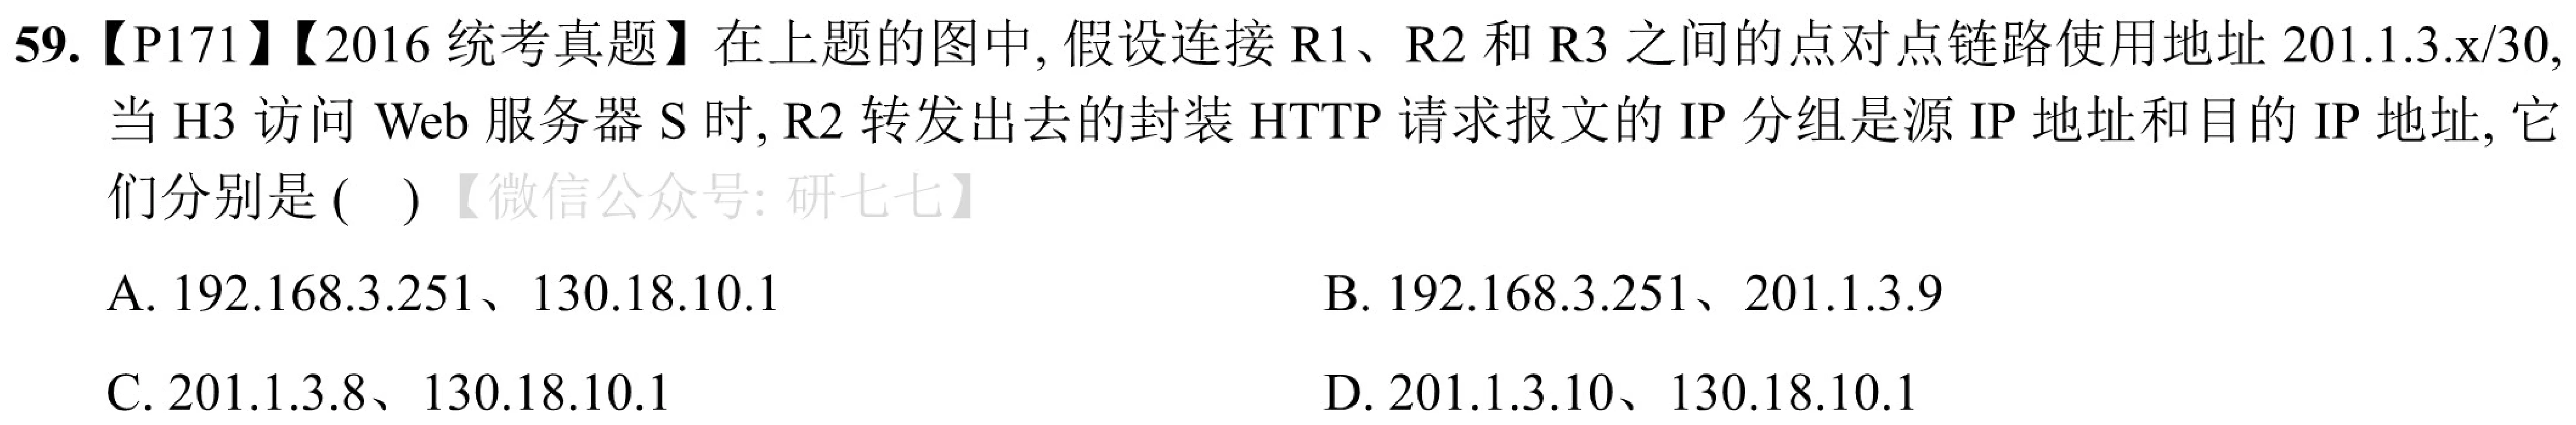 59.【P171】【2016 统考真题】在上题的图中, 假设连接 R1、R2 和 R3 之间的点对点链路使用地址 201.1.3.x/30,
当 H3 访问 Web 服务器 S 时, R2 转发出去的封装 HTTP 请求报文的 IP 分组是源 IP 地址和目的 IP 地址, 它
们分别是 (    ) 【微信公众号: 研七七】
A. 192.168.3.251、130.18.10.1    B. 192.168.3.251、201.1.3.9
C. 201.1.3.8、130.18.10.1    D. 201.1.3.10、130.18.10.1